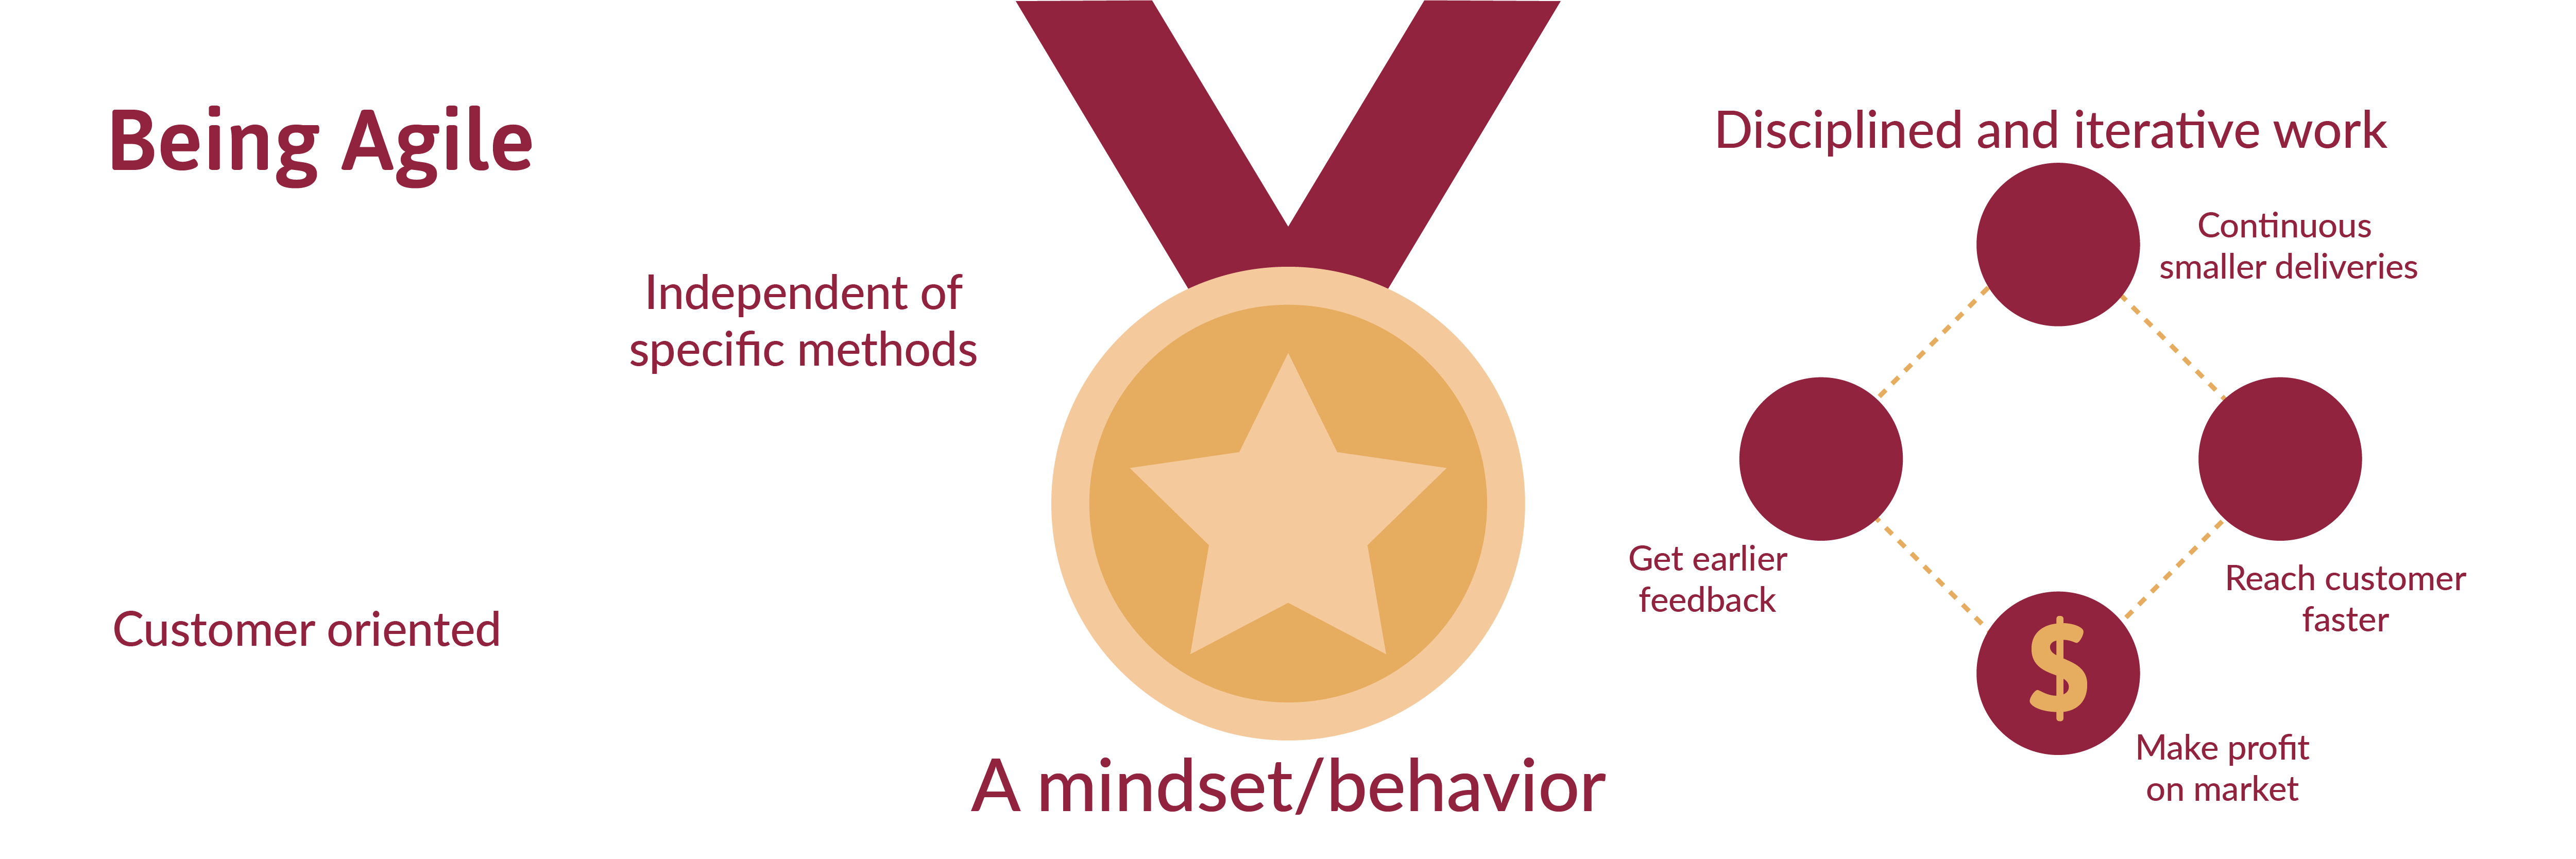 Being Agile
Independent of
specific methods
Customer oriented
A mindset/behavior
Disciplined and iterative work
Continuous
smaller deliveries
Reach customer
faster
$
Make profit
on market
Get earlier
feedback